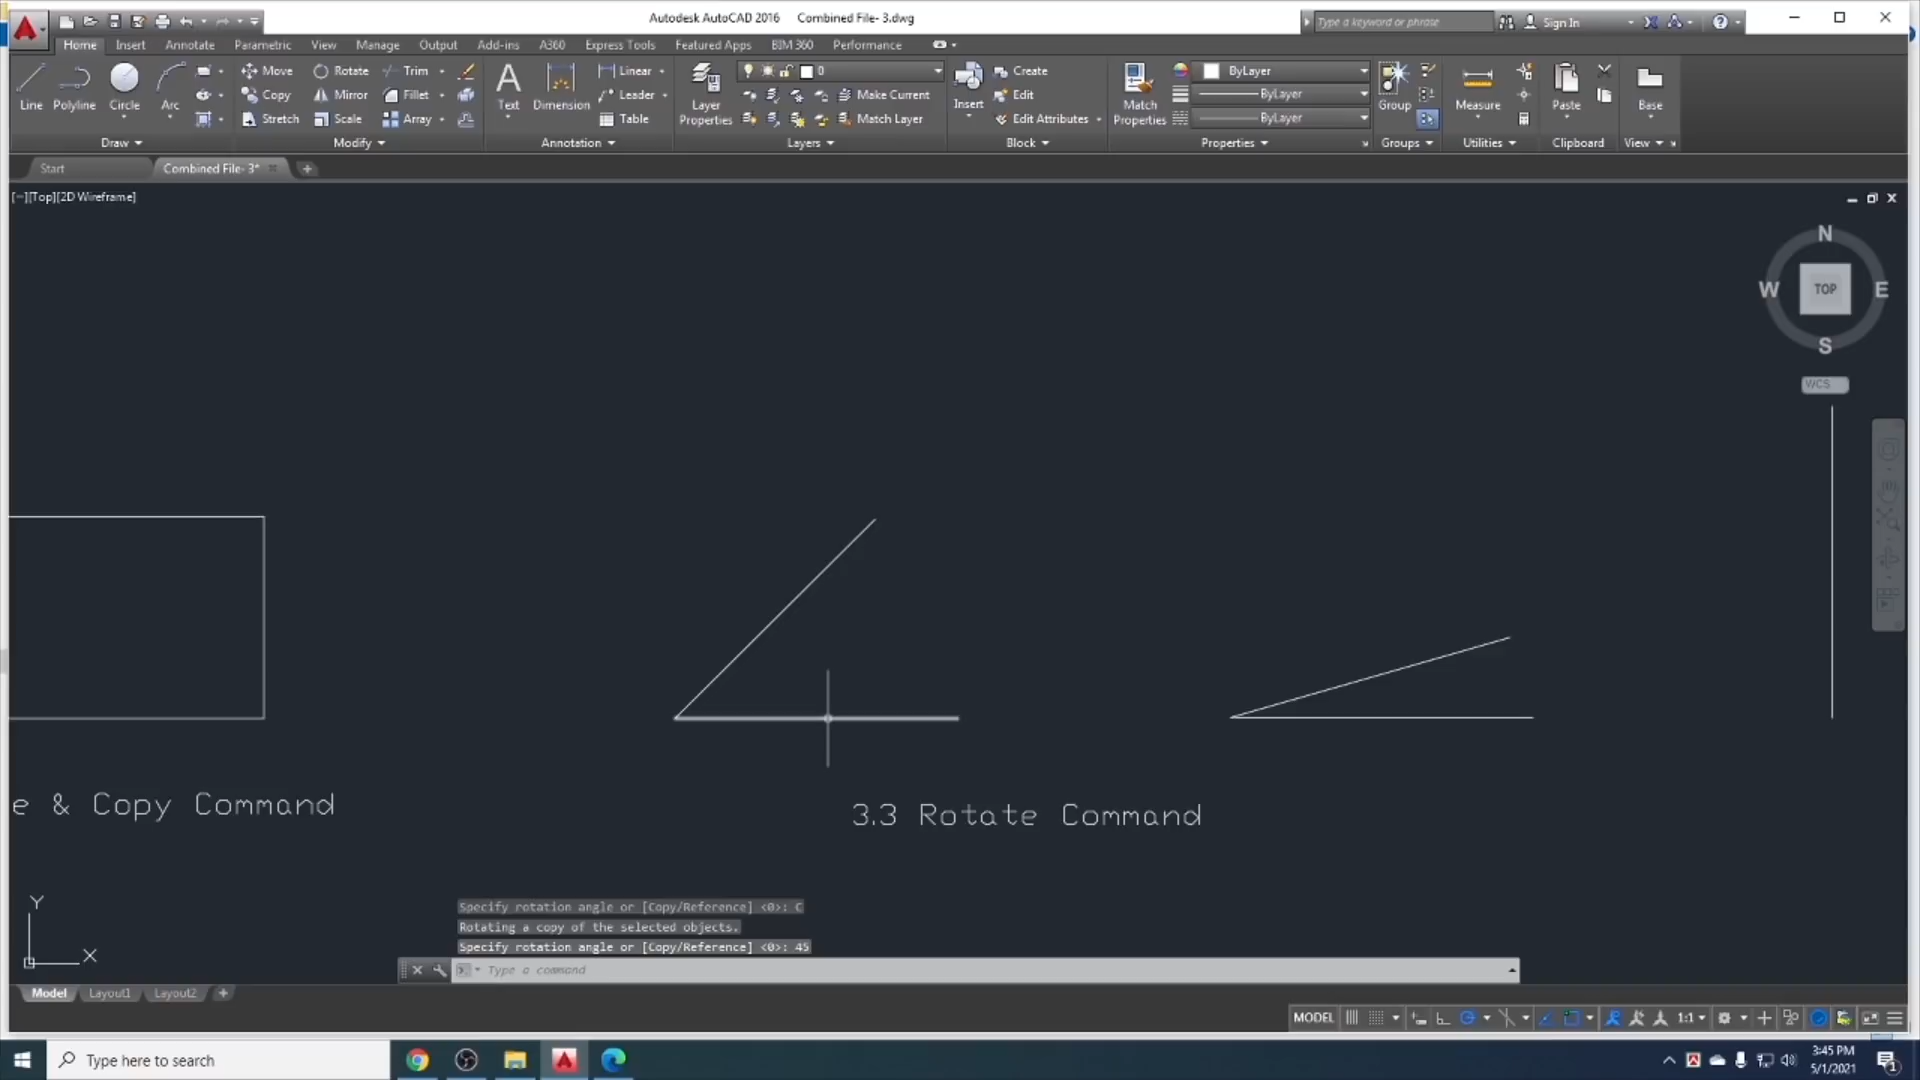 Autodesk AutoCAD 2016 Combined File- 3.dwg
Type a keyword or phrase
Sign In
Home Insert Annotate Parametric View Manage Output Add-ins A360 Express Tools Featured Apps BIM 360 Performance
Line Polyline Circle Arc
Draw
Move Rotate Trim
Copy Mirror Fillet
Stretch Scale Array
Modify
Text Dimension
Linear
Leader
Table
Annotation
Layer Properties
0
Make Current
Match Layer
Layers
Insert
Create
Edit
Edit Attributes
Block
Match Properties
ByLayer
ByLayer
ByLayer
Properties
Group
Groups
Measure
Utilities
Paste
Clipboard
Base
View
Start Combined File- 3*
[−][Top][2D Wireframe]
N
W TOP E
S
WCS
e & Copy Command
3.3 Rotate Command
Y
X
Specify rotation angle or [Copy/Reference] <0>: C
Rotating a copy of the selected objects.
Specify rotation angle or [Copy/Reference] <0>: 45
Type a command
Model Layout1 Layout2
MODEL 1:1
Type here to search
3:45 PM
5/1/2021
1